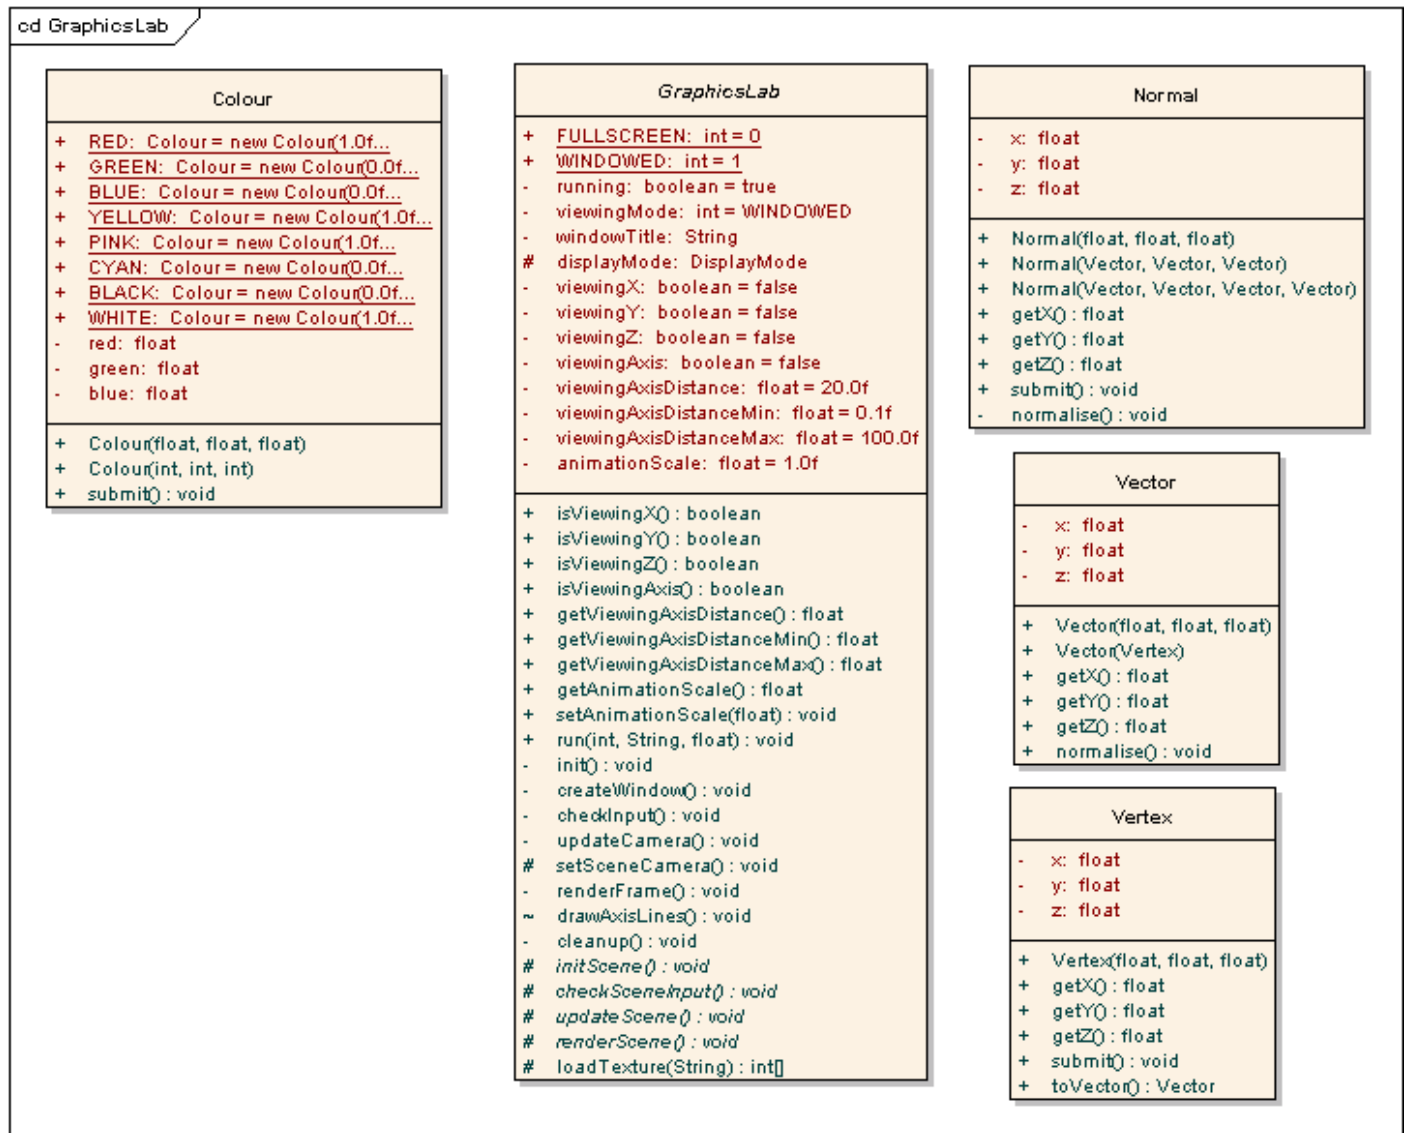 cd GraphicsLab
Colour
+ RED: Colour = new Colour(1.0f...
+ GREEN: Colour = new Colour(0.0f...
+ BLUE: Colour = new Colour(0.0f...
+ YELLOW: Colour = new Colour(1.0f...
+ PINK: Colour = new Colour(1.0f...
+ CYAN: Colour = new Colour(0.0f...
+ BLACK: Colour = new Colour(0.0f...
+ WHITE: Colour = new Colour(1.0f...
- red: float
- green: float
- blue: float
+ Colour(float, float, float)
+ Colour(int, int, int)
+ submit() : void
GraphicsLab
+ FULLSCREEN: int = 0
+ WINDOWED: int = 1
- running: boolean = true
- viewingMode: int = WINDOWED
- windowTitle: String
# displayMode: DisplayMode
- viewingX: boolean = false
- viewingY: boolean = false
- viewingZ: boolean = false
- viewingAxis: boolean = false
- viewingAxisDistance: float = 20.0f
- viewingAxisDistanceMin: float = 0.1f
- viewingAxisDistanceMax: float = 100.0f
- animationScale: float = 1.0f
+ isViewingX() : boolean
+ isViewingY() : boolean
+ isViewingZ() : boolean
+ isViewingAxis() : boolean
+ getViewingAxisDistance() : float
+ getViewingAxisDistanceMin() : float
+ getViewingAxisDistanceMax() : float
+ getAnimationScale() : float
+ setAnimationScale(float) : void
+ run(int, String, float) : void
- init() : void
- createWindow() : void
- checkInput() : void
- updateCamera() : void
# setSceneCamera() : void
- renderFrame() : void
~ drawAxisLines() : void
- cleanup() : void
# initScene() : void
# checkSceneInput() : void
# updateScene() : void
# renderScene() : void
# loadTexture(String) : int[]
Normal
- x: float
- y: float
- z: float
+ Normal(float, float, float)
+ Normal(Vector, Vector, Vector)
+ Normal(Vector, Vector, Vector, Vector)
+ getX() : float
+ getY() : float
+ getZ() : float
+ submit() : void
- normalise() : void
Vector
- x: float
- y: float
- z: float
+ Vector(float, float, float)
+ Vector(Vertex)
+ getX() : float
+ getY() : float
+ getZ() : float
+ normalise() : void
Vertex
- x: float
- y: float
- z: float
+ Vertex(float, float, float)
+ getX() : float
+ getY() : float
+ getZ() : float
+ submit() : void
+ toVector() : Vector